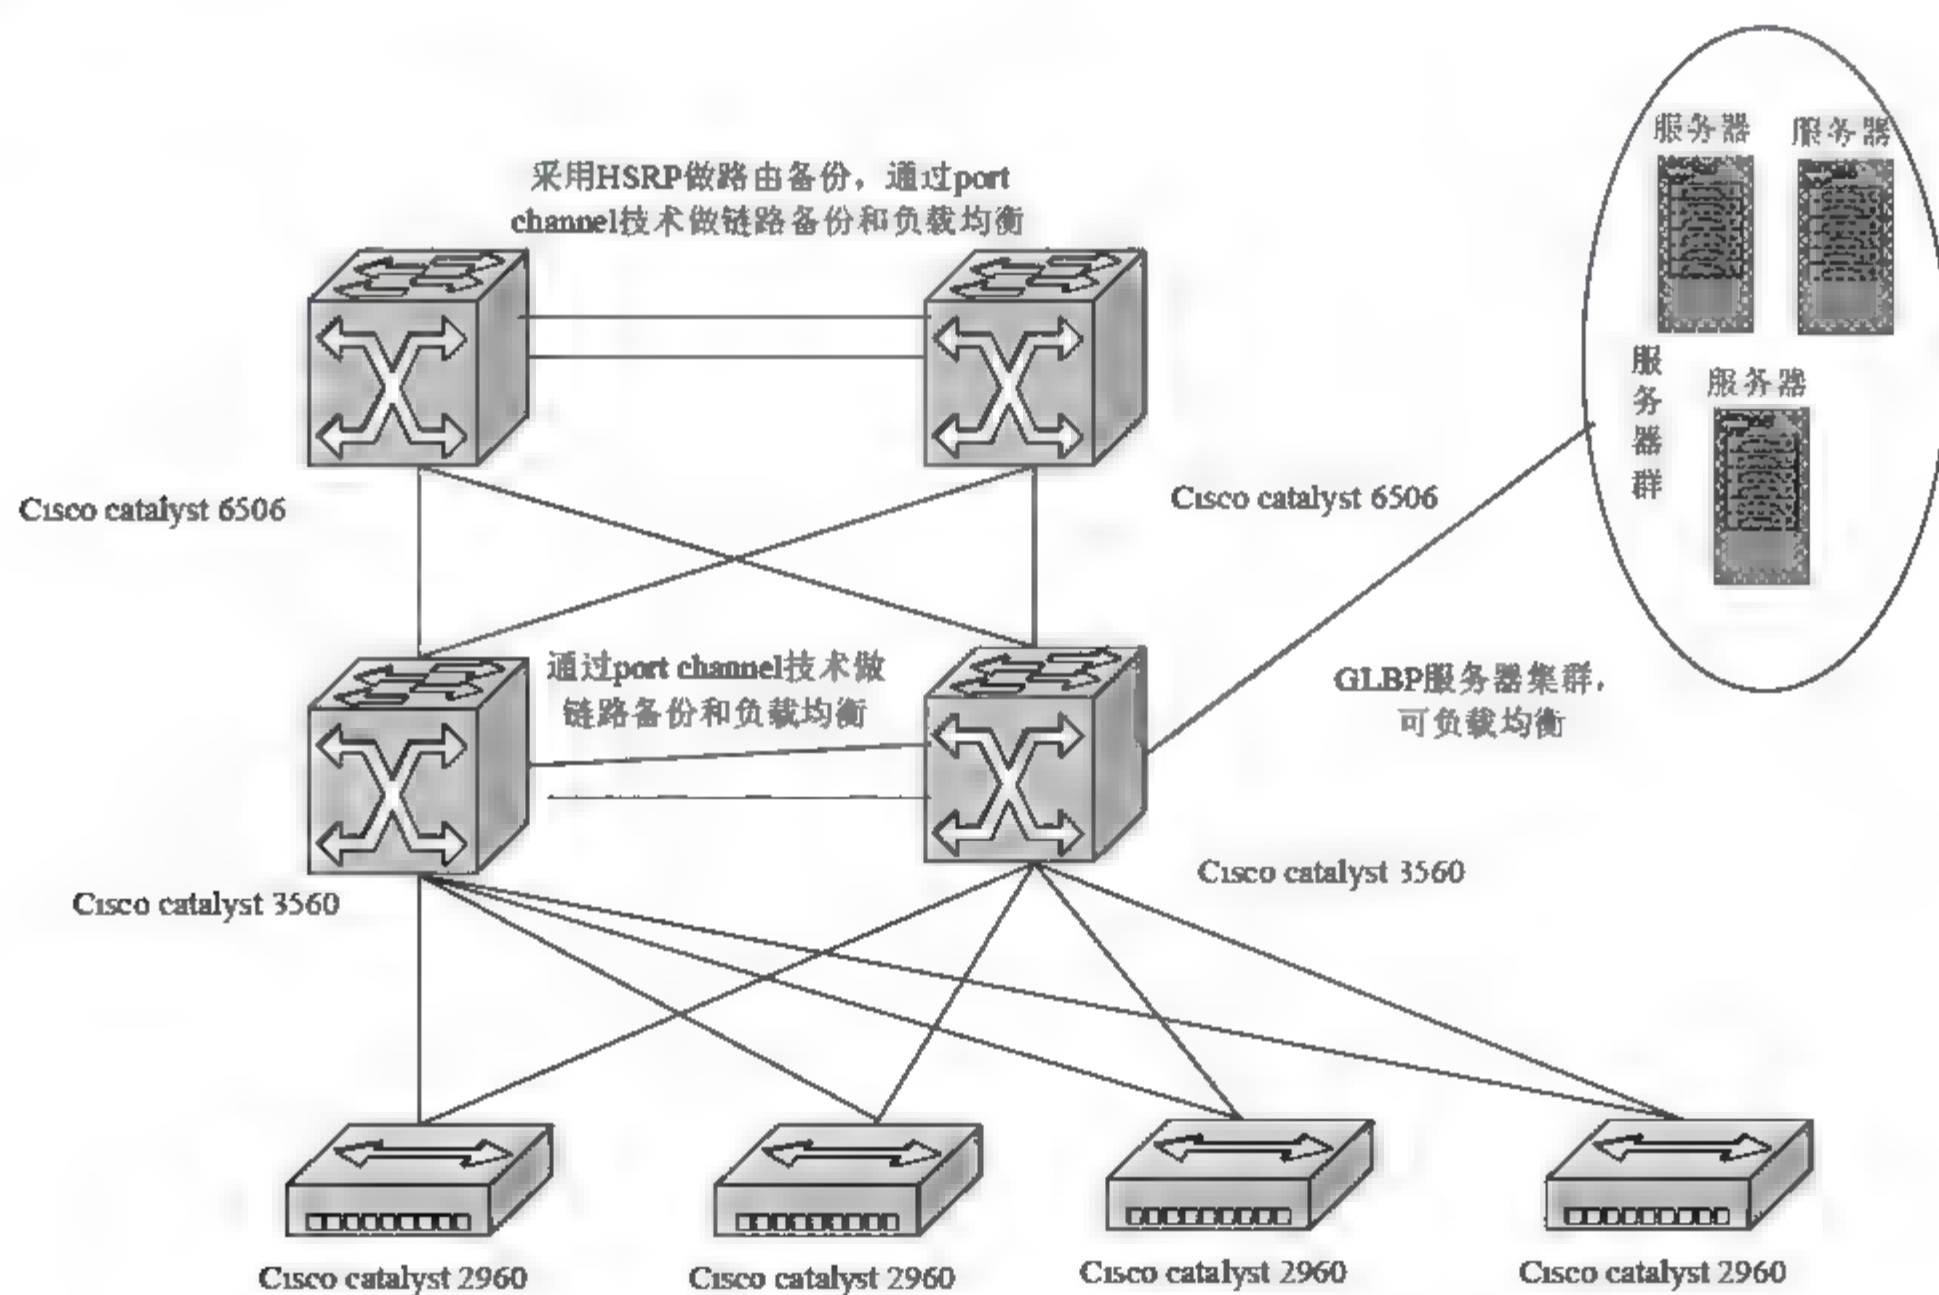 服务器
服务器
采用HSRP做路由备份，通过port
channel技术做链路备份和负载均衡
服务器群
服务器
Cisco catalyst 6506
Cisco catalyst 6506
通过port channel技术做
链路备份和负载均衡
GLBP服务器集群,
可负载均衡
Cisco catalyst 3560
Cisco catalyst 3560
Cisco catalyst 2960
Cisco catalyst 2960
Cisco catalyst 2960
Cisco catalyst 2960